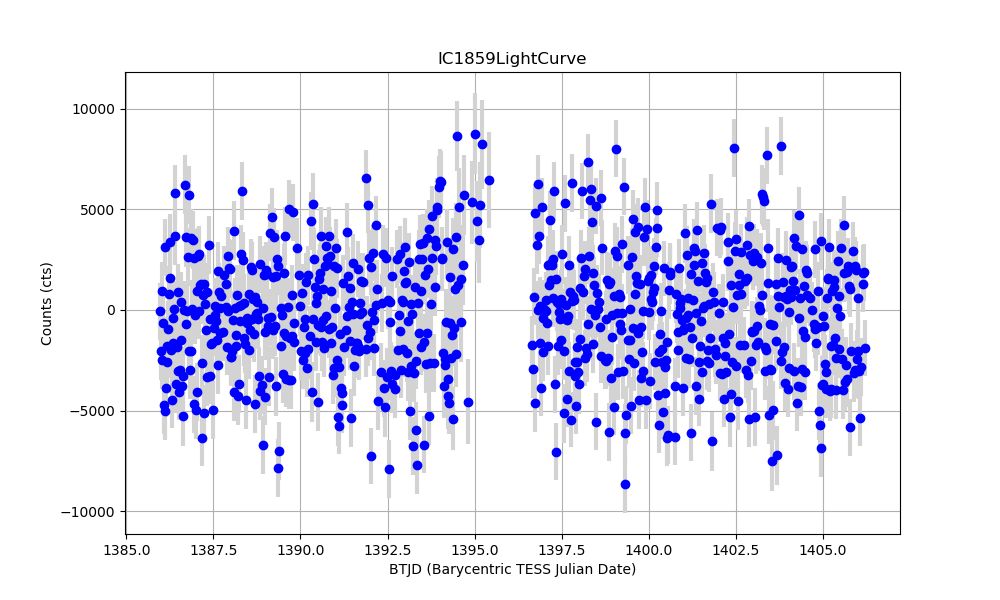 IC1859LightCurve
10000
5000
0
−5000
−10000
Counts (cts)
1385.0 1387.5 1390.0 1392.5 1395.0 1397.5 1400.0 1402.5 1405.0
BTJD (Barycentric TESS Julian Date)